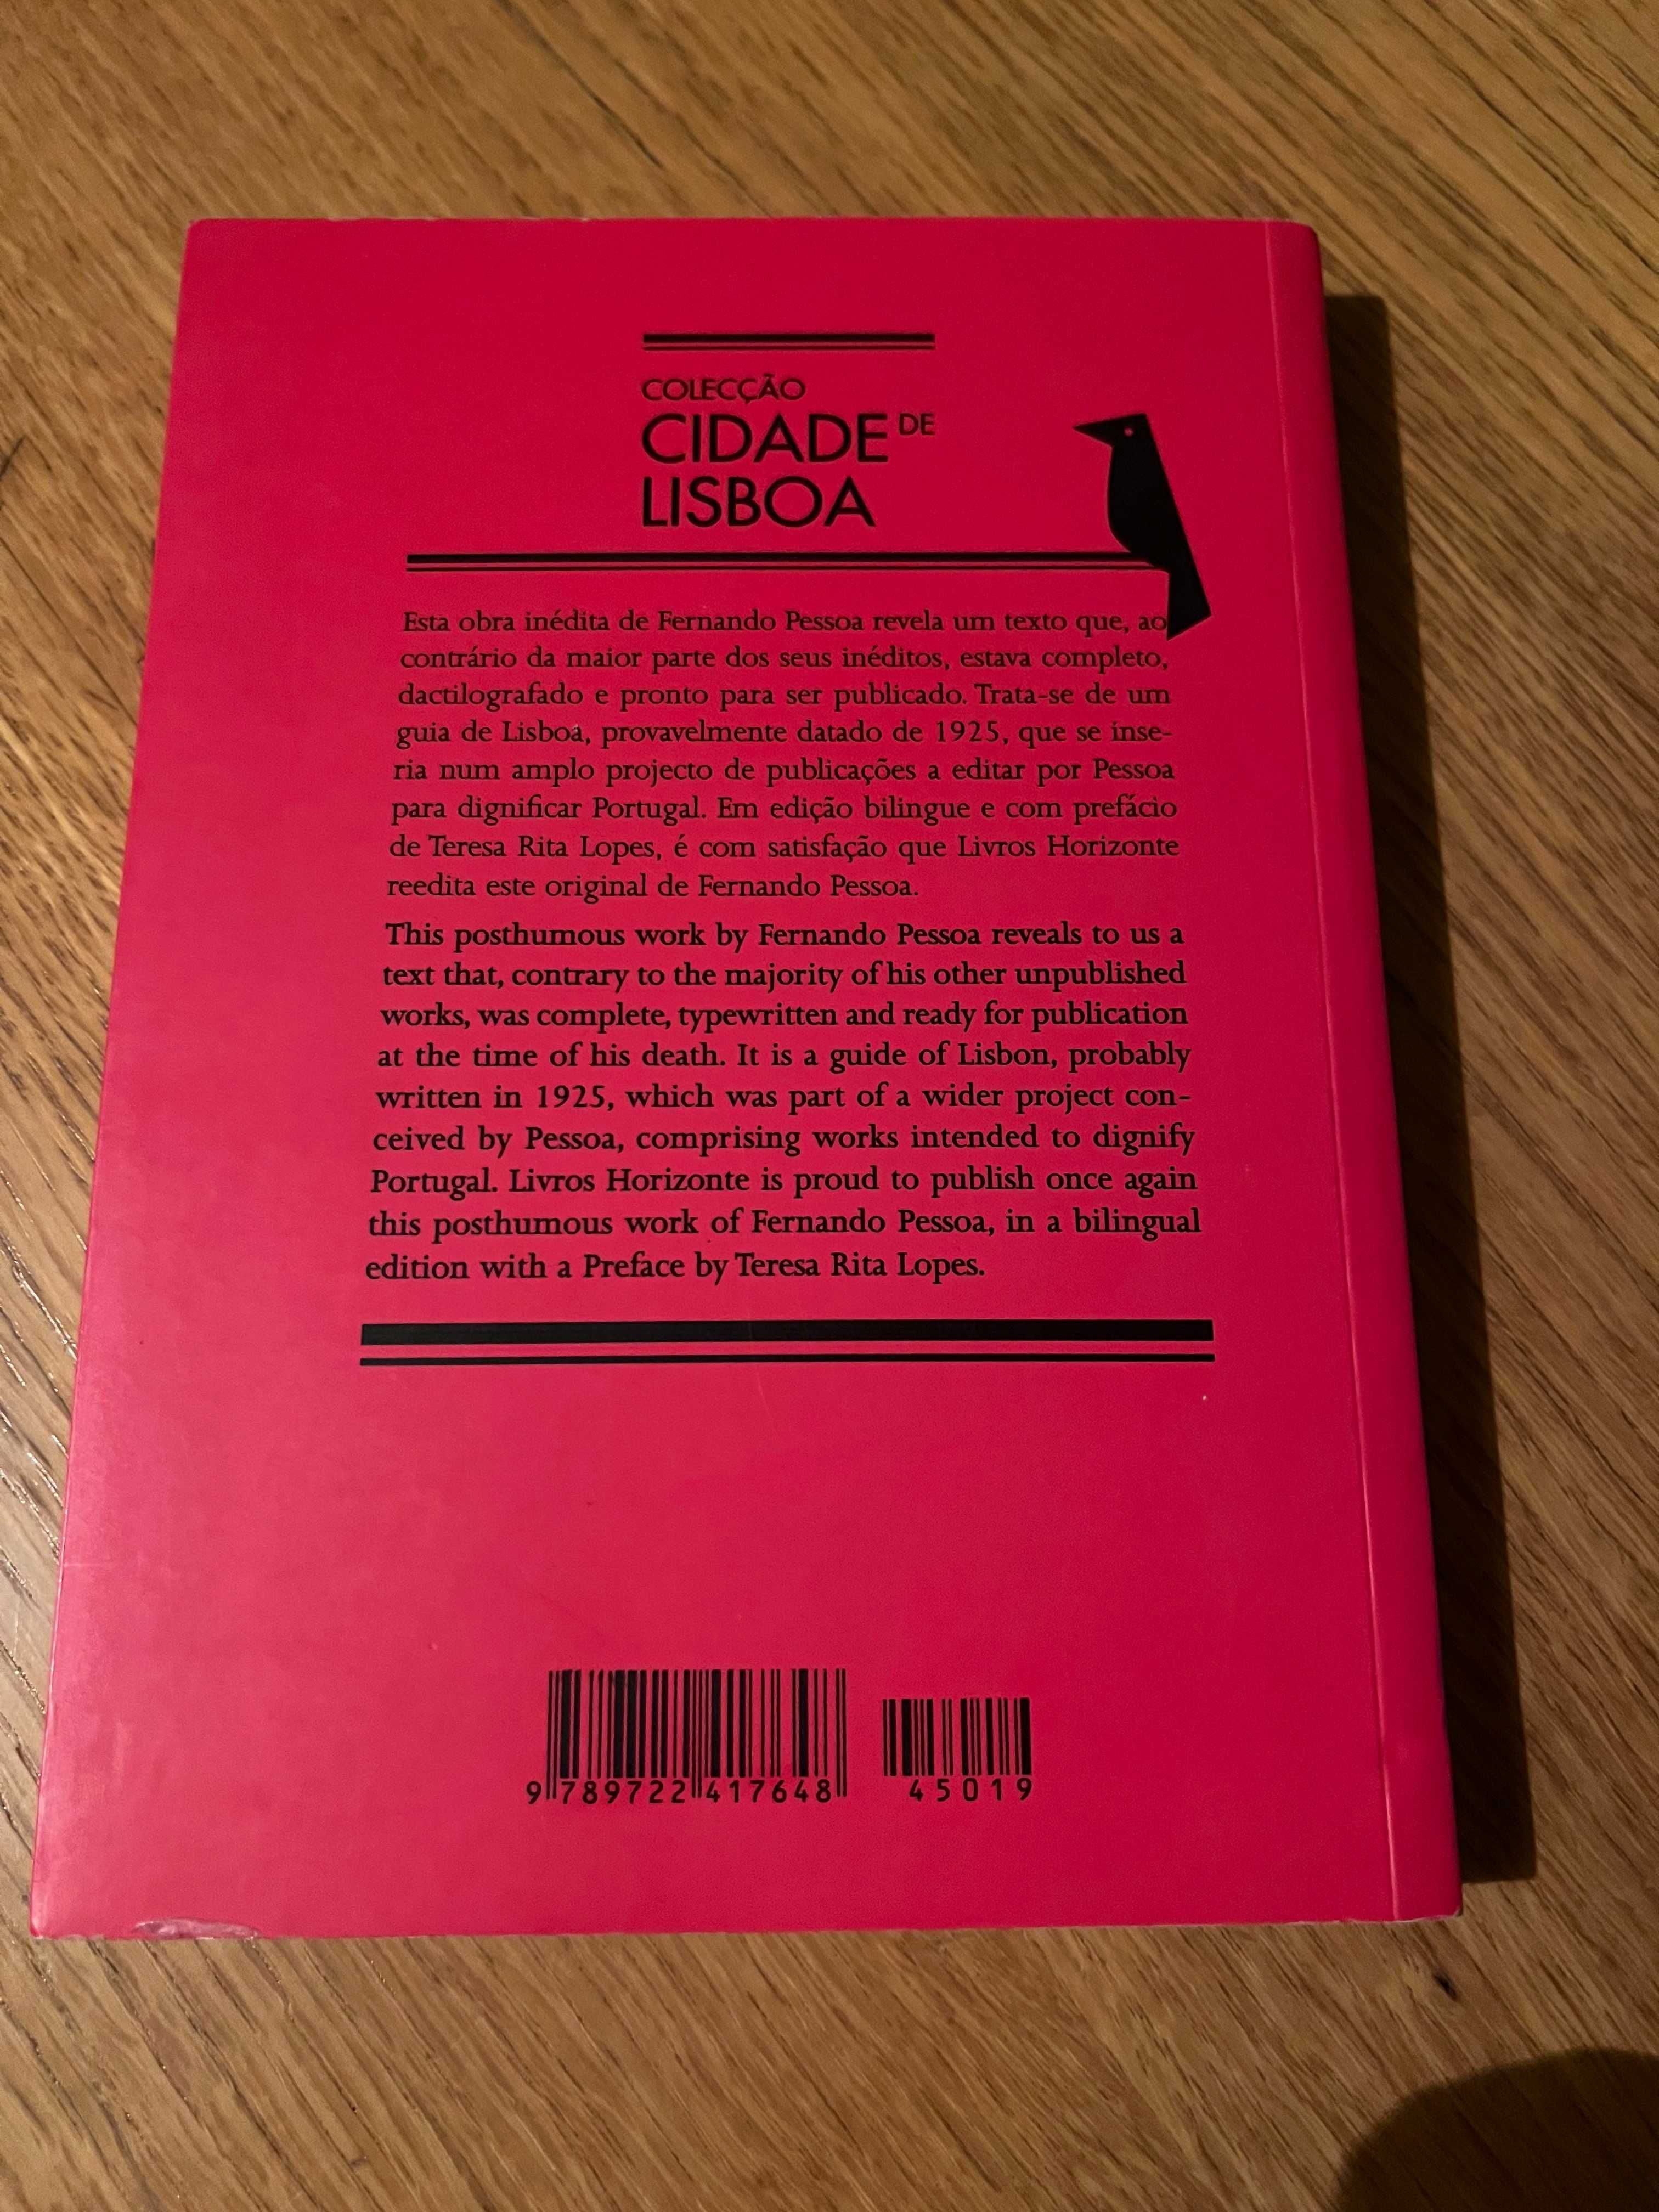 COLECÇÃO
CIDADE DE
LISBOA
Esta obra inédita de Fernando Pessoa revela um texto que, ao
contrário da maior parte dos seus inéditos, estava completo,
dactilografado e pronto para ser publicado. Trata-se de um
guia de Lisboa, provavelmente datado de 1925, que se inse-
ria num amplo projecto de publicações a editar por Pessoa
para dignificar Portugal. Em edição bilingue e com prefácio
de Teresa Rita Lopes, é com satisfação que Livros Horizonte
reedita este original de Fernando Pessoa.
This posthumous work by Fernando Pessoa reveals to us a
text that, contrary to the majority of his other unpublished
works, was complete, typewritten and ready for publication
at the time of his death. It is a guide of Lisbon, probably
written in 1925, which was part of a wider project con-
ceived by Pessoa, comprising works intended to dignify
Portugal. Livros Horizonte is proud to publish once again
this posthumous work of Fernando Pessoa, in a bilingual
edition with a Preface by Teresa Rita Lopes.
9 789722 417648 45019